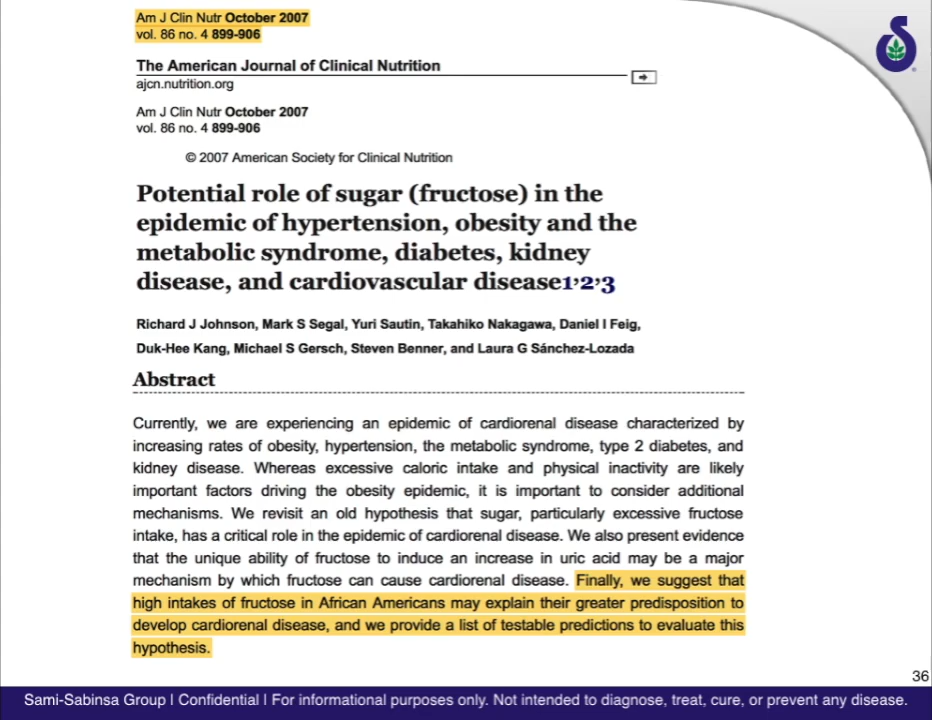 Am J Clin Nutr October 2007
vol. 86 no. 4 899-906
The American Journal of Clinical Nutrition
ajcn.nutrition.org
Am J Clin Nutr October 2007
vol. 86 no. 4 899-906
© 2007 American Society for Clinical Nutrition
Potential role of sugar (fructose) in the
epidemic of hypertension, obesity and the
metabolic syndrome, diabetes, kidney
disease, and cardiovascular disease1,2,3
Richard J Johnson, Mark S Segal, Yuri Sautin, Takahiko Nakagawa, Daniel I Feig,
Duk-Hee Kang, Michael S Gersch, Steven Benner, and Laura G Sánchez-Lozada
Abstract
Currently, we are experiencing an epidemic of cardiorenal disease characterized by
increasing rates of obesity, hypertension, the metabolic syndrome, type 2 diabetes, and
kidney disease. Whereas excessive caloric intake and physical inactivity are likely
important factors driving the obesity epidemic, it is important to consider additional
mechanisms. We revisit an old hypothesis that sugar, particularly excessive fructose
intake, has a critical role in the epidemic of cardiorenal disease. We also present evidence
that the unique ability of fructose to induce an increase in uric acid may be a major
mechanism by which fructose can cause cardiorenal disease. Finally, we suggest that
high intakes of fructose in African Americans may explain their greater predisposition to
develop cardiorenal disease, and we provide a list of testable predictions to evaluate this
hypothesis.
36
Sami-Sabinsa Group | Confidential | For informational purposes only. Not intended to diagnose, treat, cure, or prevent any disease.